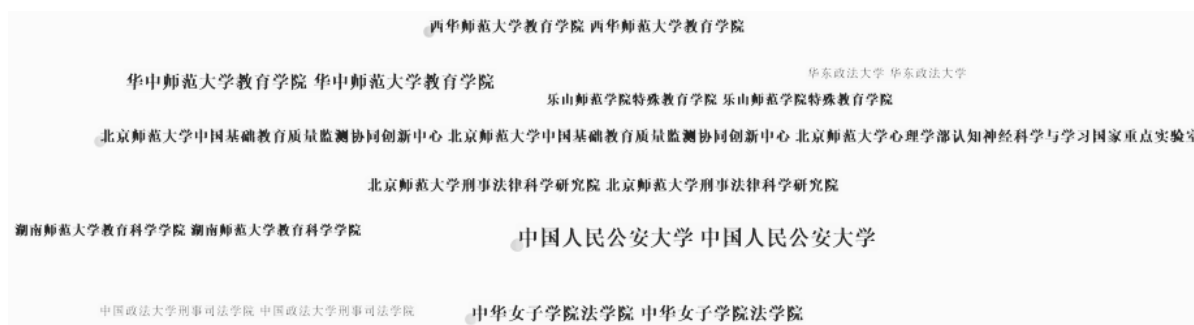 西华师范大学教育学院 西华师范大学教育学院
华东政法大学 华东政法大学
华中师范大学教育学院 华中师范大学教育学院
乐山师范学院特殊教育学院 乐山师范学院特殊教育学院
北京师范大学中国基础教育质量监测协同创新中心 北京师范大学中国基础教育质量监测协同创新中心 北京师范大学心理学部认知神经科学与学习国家重点实验室
北京师范大学刑事法律科学研究院 北京师范大学刑事法律科学研究院
湖南师范大学教育科学学院 湖南师范大学教育科学学院
中国人民公安大学 中国人民公安大学
中国政法大学刑事司法学院 中国政法大学刑事司法学院
中华女子学院法学院 中华女子学院法学院